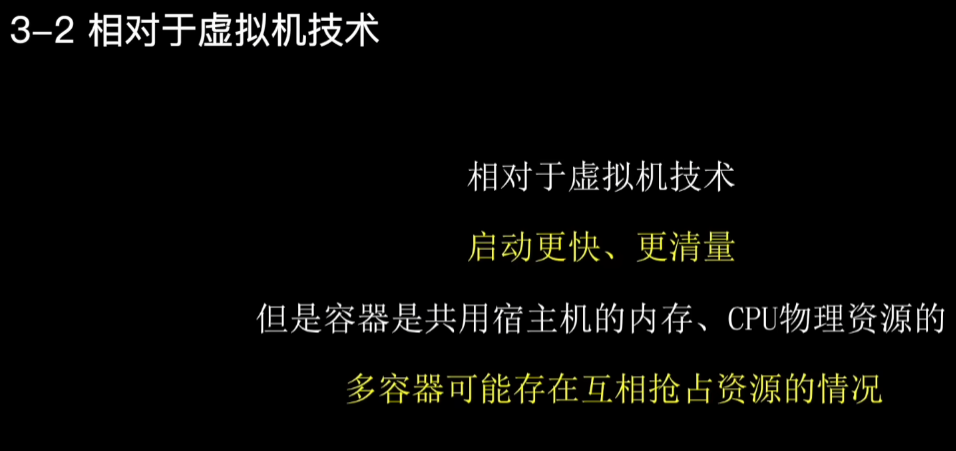 3-2 相对于虚拟机技术
相对于虚拟机技术
启动更快、更清量
但是容器是共用宿主机的内存、CPU物理资源的
多容器可能存在互相抢占资源的情况